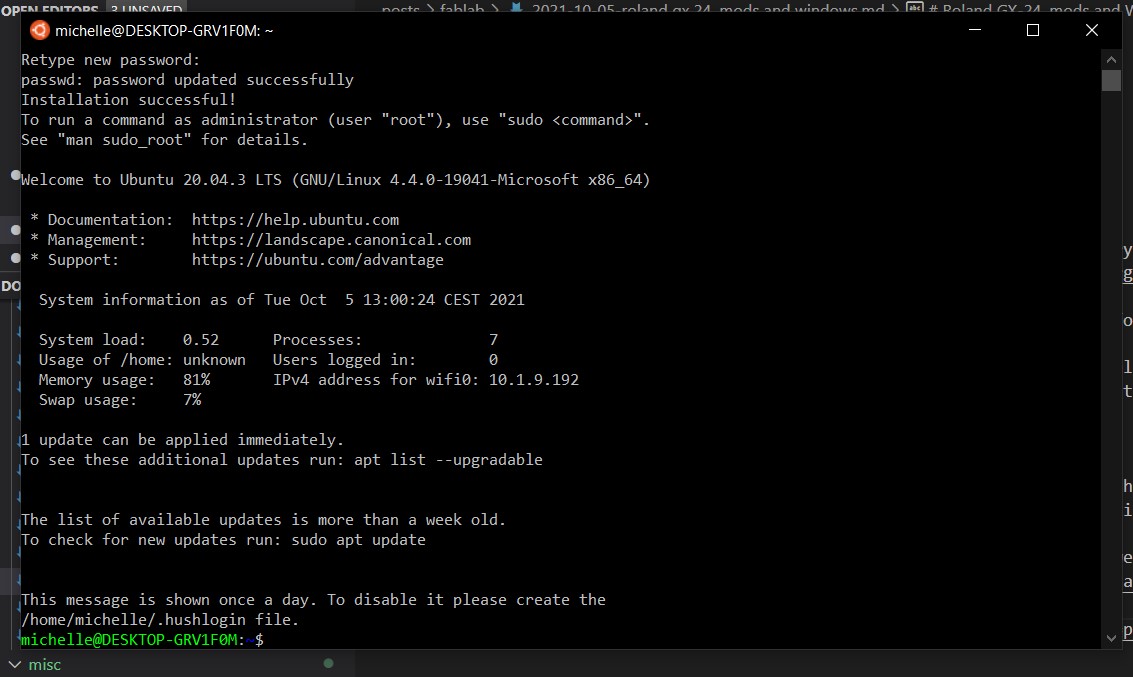 OPEN EDITORS 3 UNSAVED
posts > fablab > 2021-10-05-roland gx 24, mods and windows.md > # Roland GX-24, mods and W
michelle@DESKTOP-GRV1F0M: ~
Retype new password:
passwd: password updated successfully
Installation successful!
To run a command as administrator (user "root"), use "sudo <command>".
See "man sudo_root" for details.
Welcome to Ubuntu 20.04.3 LTS (GNU/Linux 4.4.0-19041-Microsoft x86_64)
* Documentation: https://help.ubuntu.com
* Management: https://landscape.canonical.com
* Support: https://ubuntu.com/advantage
DO
System information as of Tue Oct 5 13:00:24 CEST 2021
System load: 0.52 Processes: 7
Usage of /home: unknown Users logged in: 0
Memory usage: 81% IPv4 address for wifi0: 10.1.9.192
Swap usage: 7%
1 update can be applied immediately.
To see these additional updates run: apt list --upgradable
The list of available updates is more than a week old.
To check for new updates run: sudo apt update
This message is shown once a day. To disable it please create the
/home/michelle/.hushlogin file.
michelle@DESKTOP-GRV1F0M:~$
misc